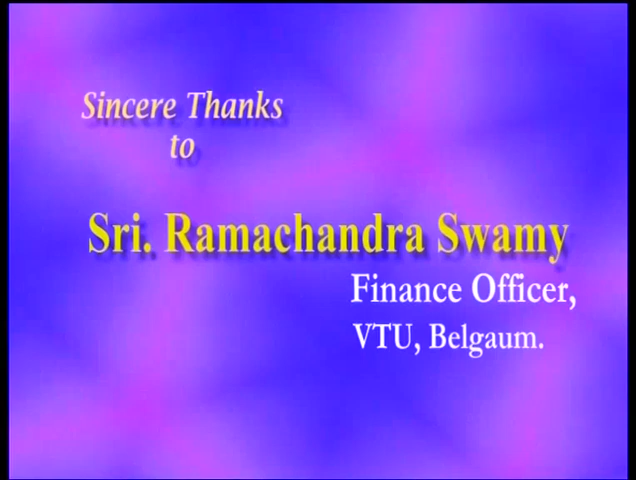 Sincere Thanks
to
Sri. Ramachandra Swamy
Finance Officer,
VTU, Belgaum.